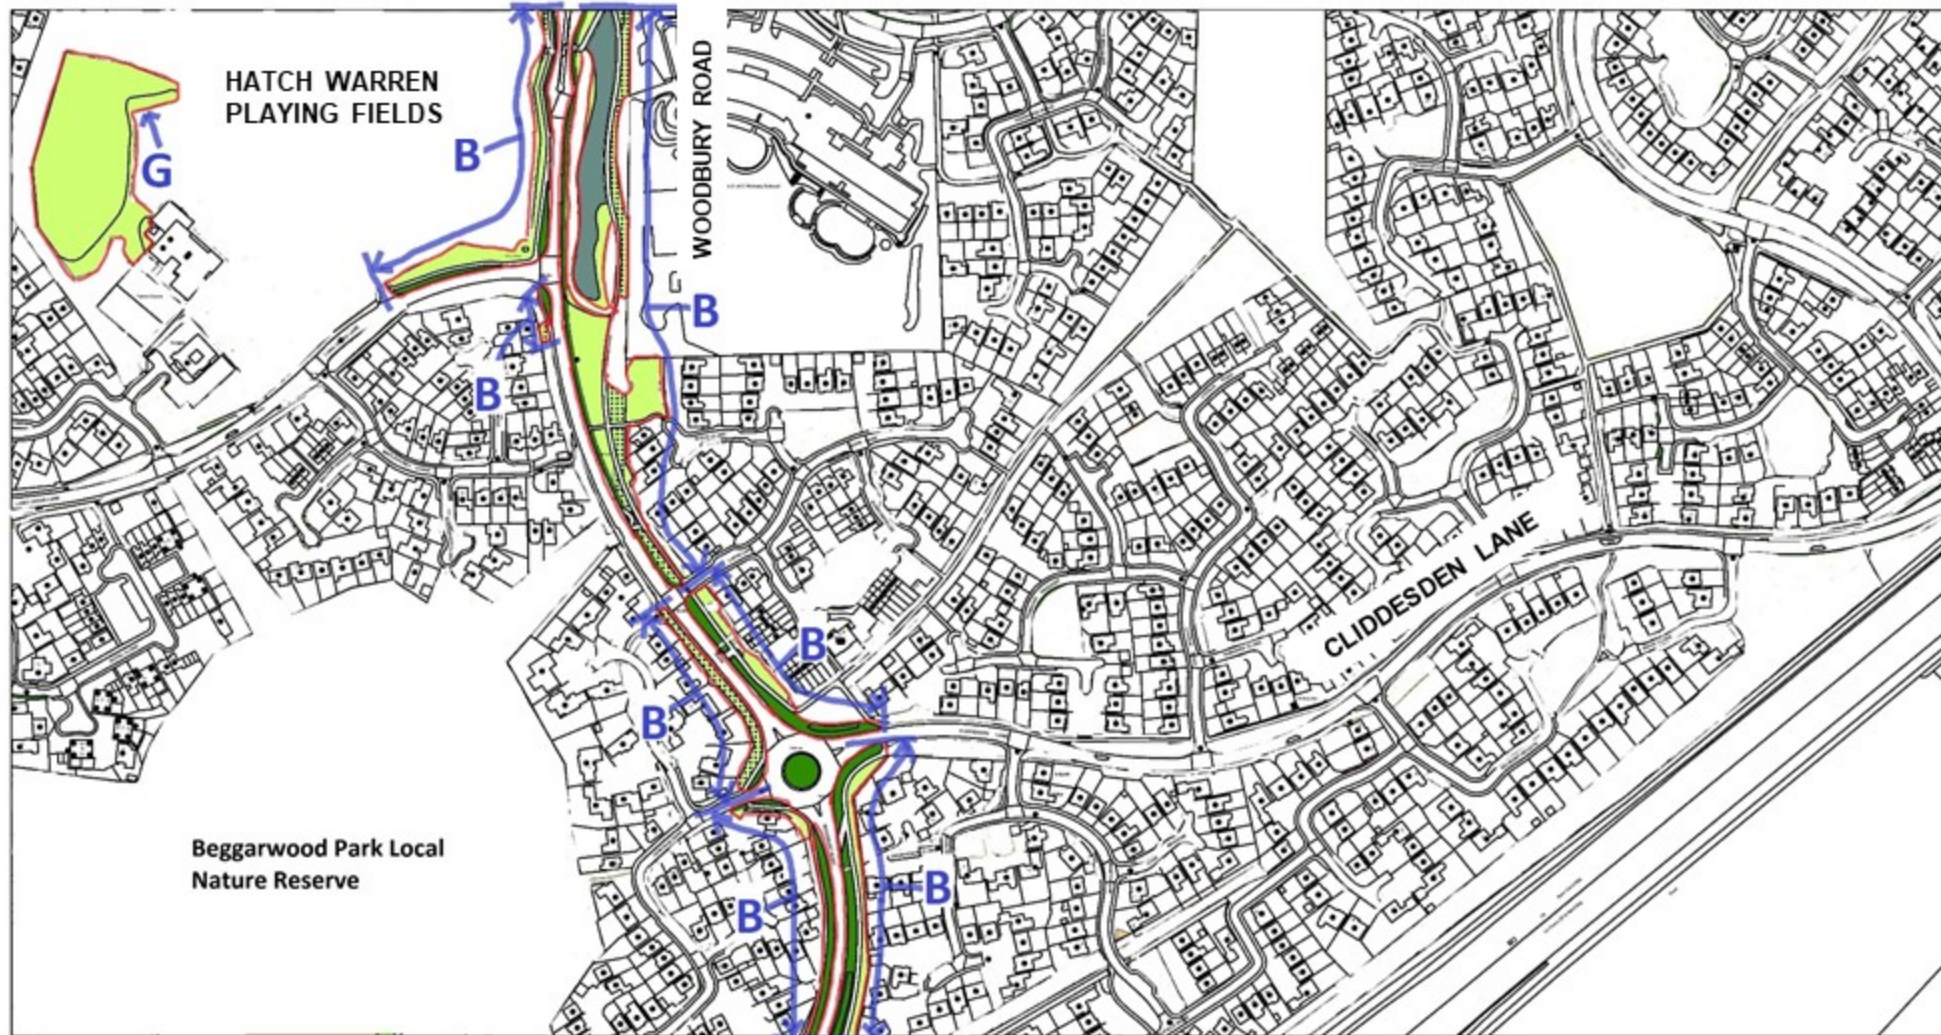 HATCH WARREN
PLAYING FIELDS
WOODBURY ROAD
B
G
B
B
CLIDDESDEN LANE
B
B
Beggarwood Park Local
Nature Reserve
B
B